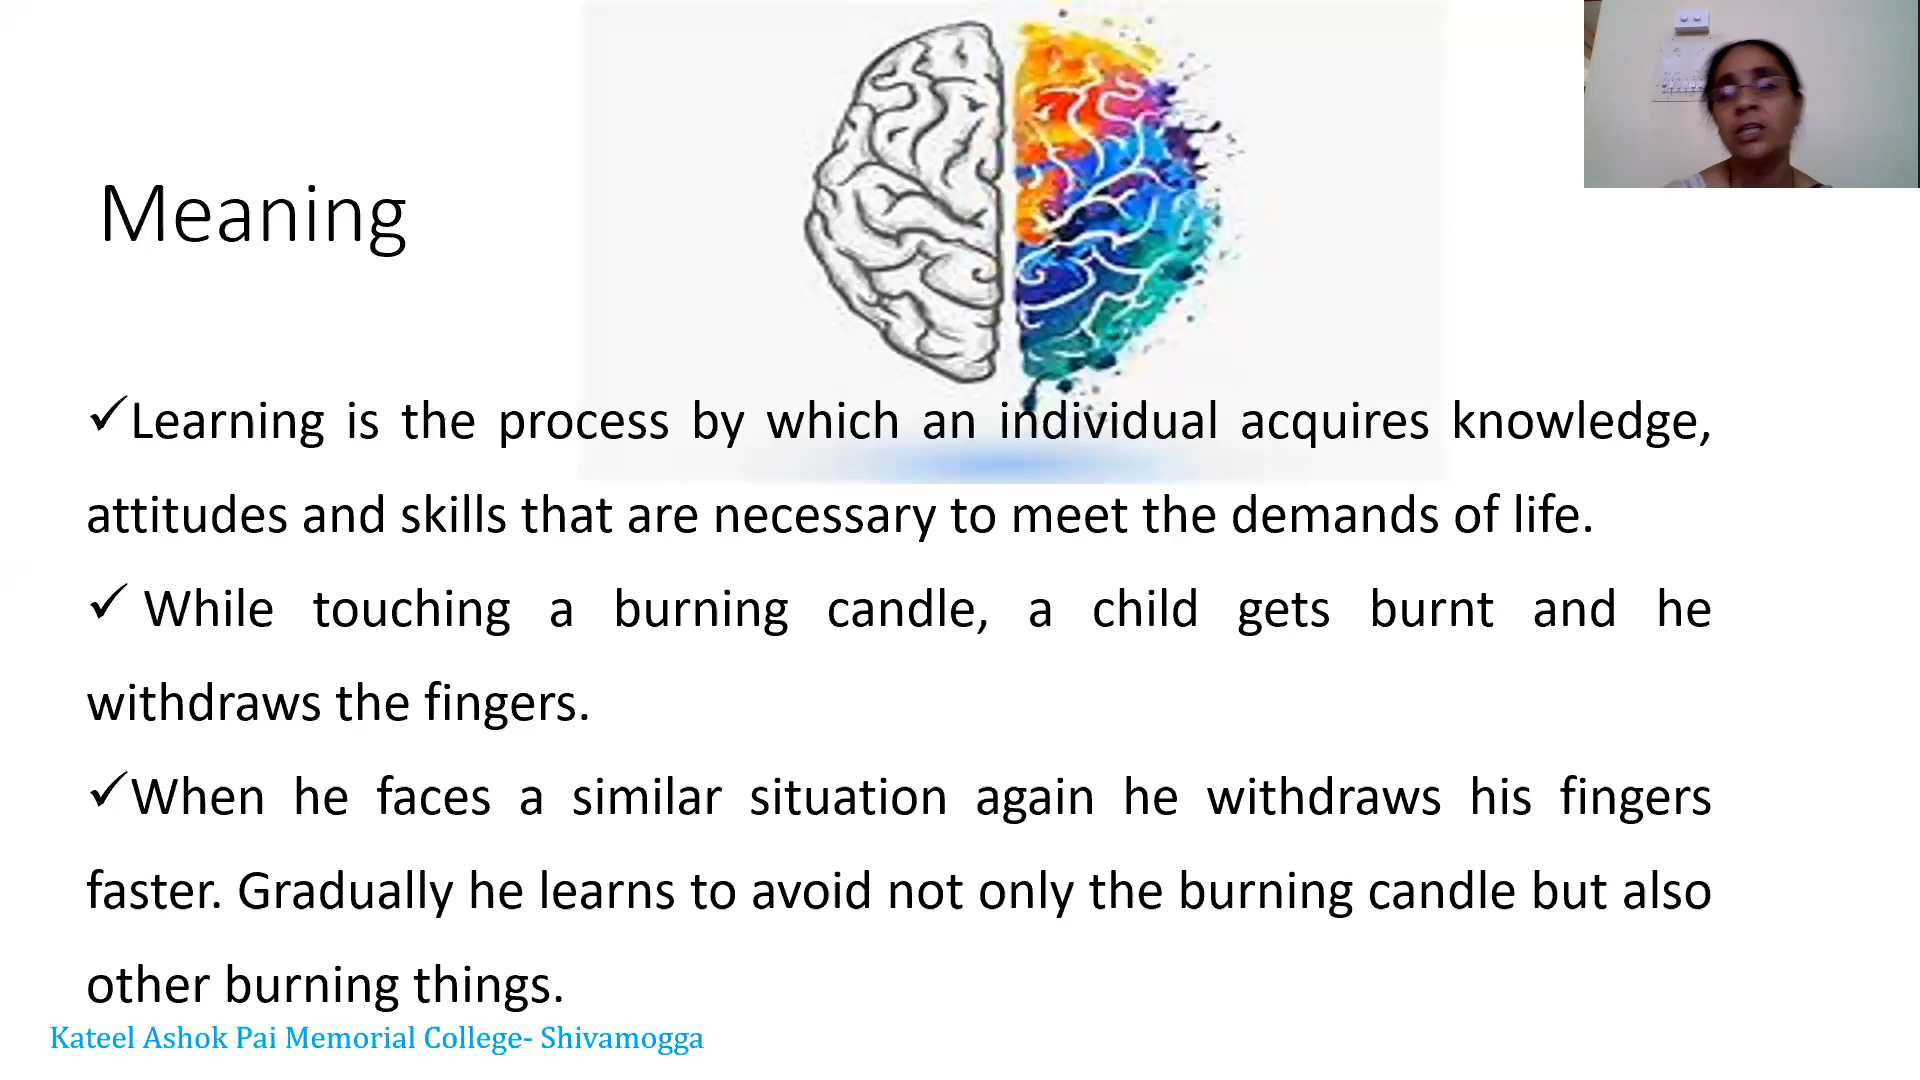 Meaning
✓Learning is the process by which an individual acquires knowledge,
attitudes and skills that are necessary to meet the demands of life.
✓ While touching a burning candle, a child gets burnt and he
withdraws the fingers.
✓When he faces a similar situation again he withdraws his fingers
faster. Gradually he learns to avoid not only the burning candle but also
other burning things.
Kateel Ashok Pai Memorial College- Shivamogga